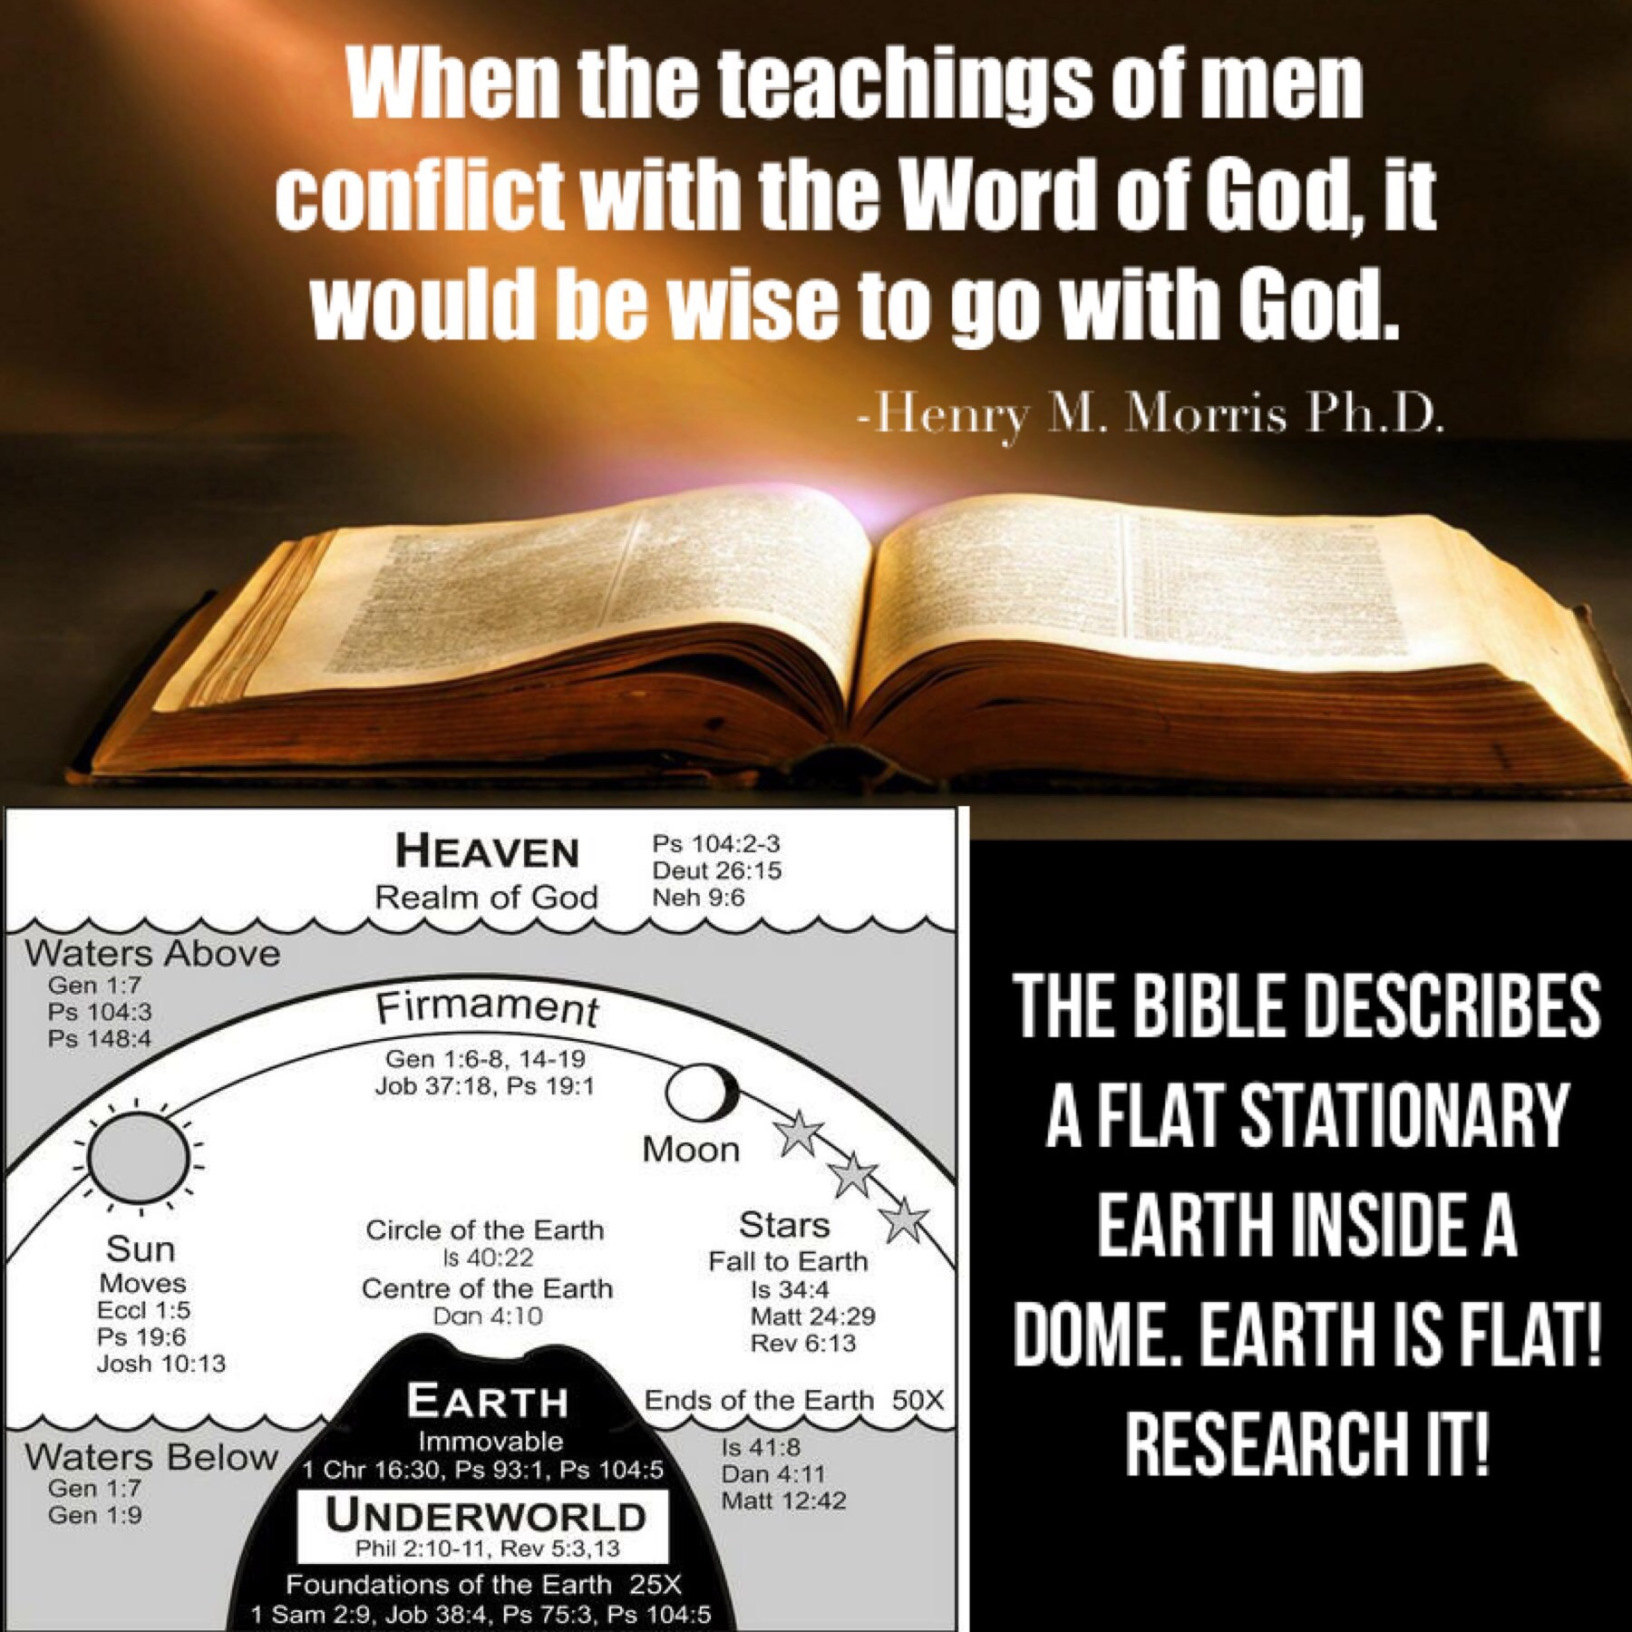 When the teachings of men
conflict with the Word of God, it
would be wise to go with God.
-Henry M. Morris Ph.D.
HEAVEN
Realm of God
Ps 104:2-3
Deut 26:15
Neh 9:6
Waters Above
Gen 1:7
Ps 104:3
Ps 148:4
Firmament
Gen 1:6-8, 14-19
Job 37:18, Ps 19:1
Moon
Sun
Moves
Eccl 1:5
Ps 19:6
Josh 10:13
Circle of the Earth
Is 40:22
Centre of the Earth
Dan 4:10
Stars
Fall to Earth
Is 34:4
Matt 24:29
Rev 6:13
EARTH
Immovable
1 Chr 16:30, Ps 93:1, Ps 104:5
Ends of the Earth 50X
Is 41:8
Dan 4:11
Matt 12:42
Waters Below
Gen 1:7
Gen 1:9
UNDERWORLD
Phil 2:10-11, Rev 5:3,13
Foundations of the Earth 25X
1 Sam 2:9, Job 38:4, Ps 75:3, Ps 104:5
THE BIBLE DESCRIBES
A FLAT STATIONARY
EARTH INSIDE A
DOME. EARTH IS FLAT!
RESEARCH IT!